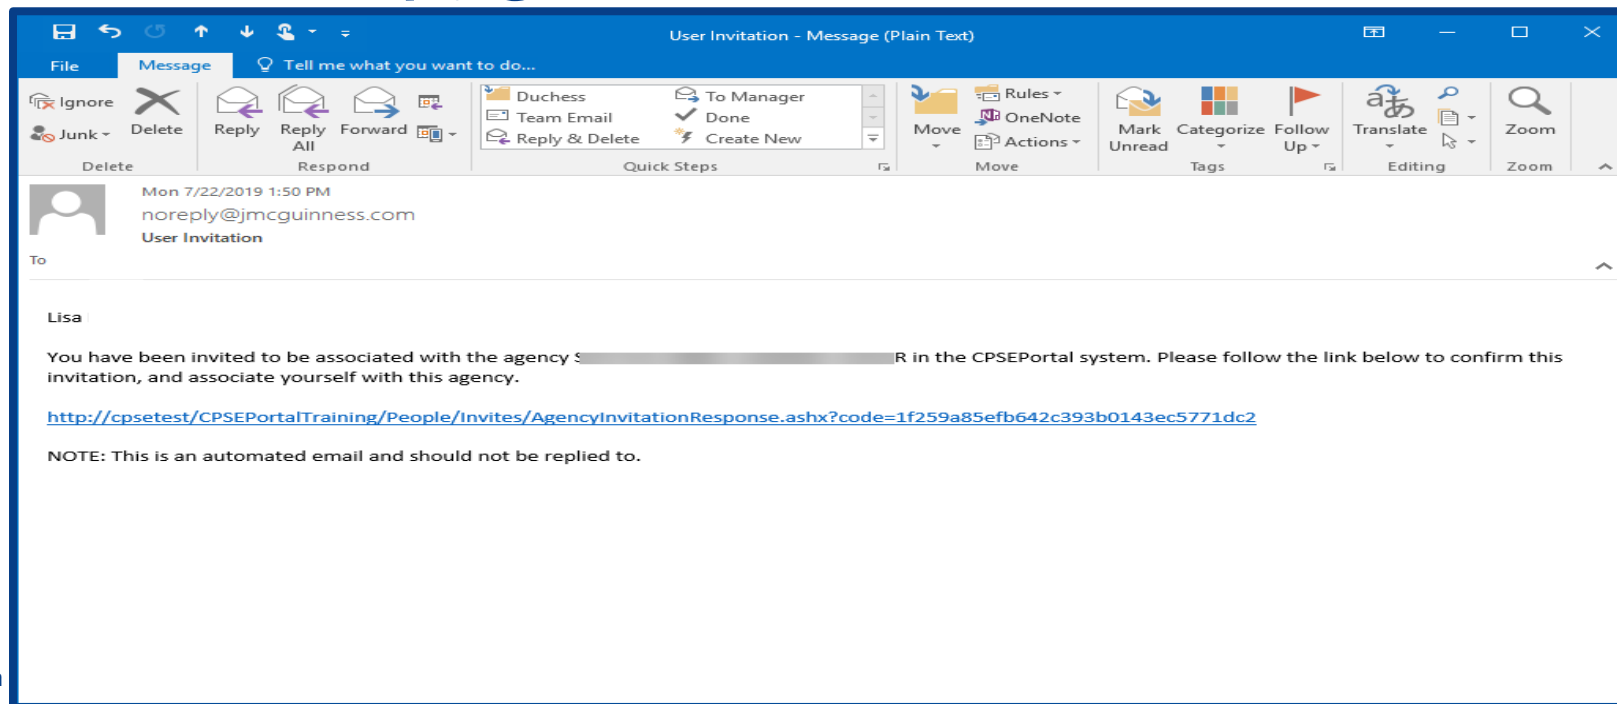 User Invitation - Message (Plain Text)
File Message Tell me what you want to do...
Ignore
Junk
Delete
Reply
Reply All
Forward
Duchess
Team Email
Reply & Delete
To Manager
Done
Create New
Move
Rules
OneNote
Actions
Mark Unread
Categorize
Follow Up
Translate
Zoom
Delete Respond Quick Steps Move Tags Editing Zoom
Mon 7/22/2019 1:50 PM
noreply@jmcguinness.com
User Invitation
To
Lisa
You have been invited to be associated with the agency S R in the CPSEPortal system. Please follow the link below to confirm this
invitation, and associate yourself with this agency.
http://cpsetest/CPSEPortalTraining/People/Invites/AgencyInvitationResponse.ashx?code=1f259a85efb642c393b0143ec5771dc2
NOTE: This is an automated email and should not be replied to.